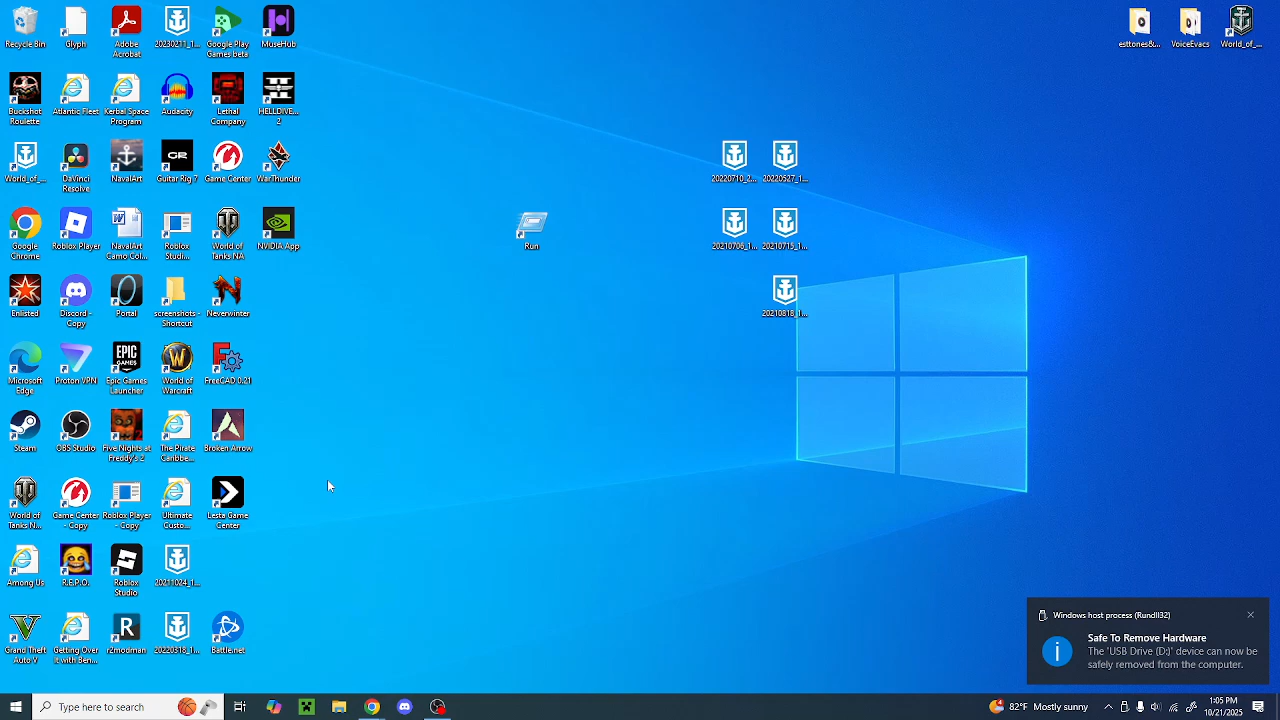 Recycle Bin
Glyph
Adobe
Acrobat
20230211_1...
Google Play
Games beta
MuseHub
esttones&...
VoiceEvacs
World_of_...
Buckshot
Roulette
Atlantic Fleet
Kerbal Space
Program
Audacity
Lethal
Company
HELLDIVE...
2
World_of_...
DaVinci
Resolve
NavalArt
Guitar Rig 7
Game Center
WarThunder
20220710_2...
20220527_1...
Google
Chrome
Roblox Player
NavalArt
Camo Col...
Roblox
Studi...
World of
Tanks NA
NVIDIA App
Run
20210706_1...
20210715_1...
Enlisted
Discord -
Copy
Portal
screenshots -
Shortcut
Neverwinter
20210818_1...
Microsoft
Edge
Proton VPN
Epic Games
Launcher
World of
Warcraft
FreeCAD 0.21
Steam
OBS Studio
Five Nights at
Freddy's 2
The Pirate
Caribbe...
Broken Arrow
World of
Tanks N...
Game Center
- Copy
Roblox Player
- Copy
Ultimate
Custo...
Lesta Game
Center
Among Us
R.E.P.O.
Roblox
Studio
20211024_1...
Grand Theft
Auto V
Getting Over
it with Ben...
r2modman
20220318_1...
Battle.net
Windows host process (Rundll32)
Safe To Remove Hardware
The 'USB Drive (D:)' device can now be
safely removed from the computer.
Type here to search
82°F Mostly sunny
1:05 PM
10/21/2025